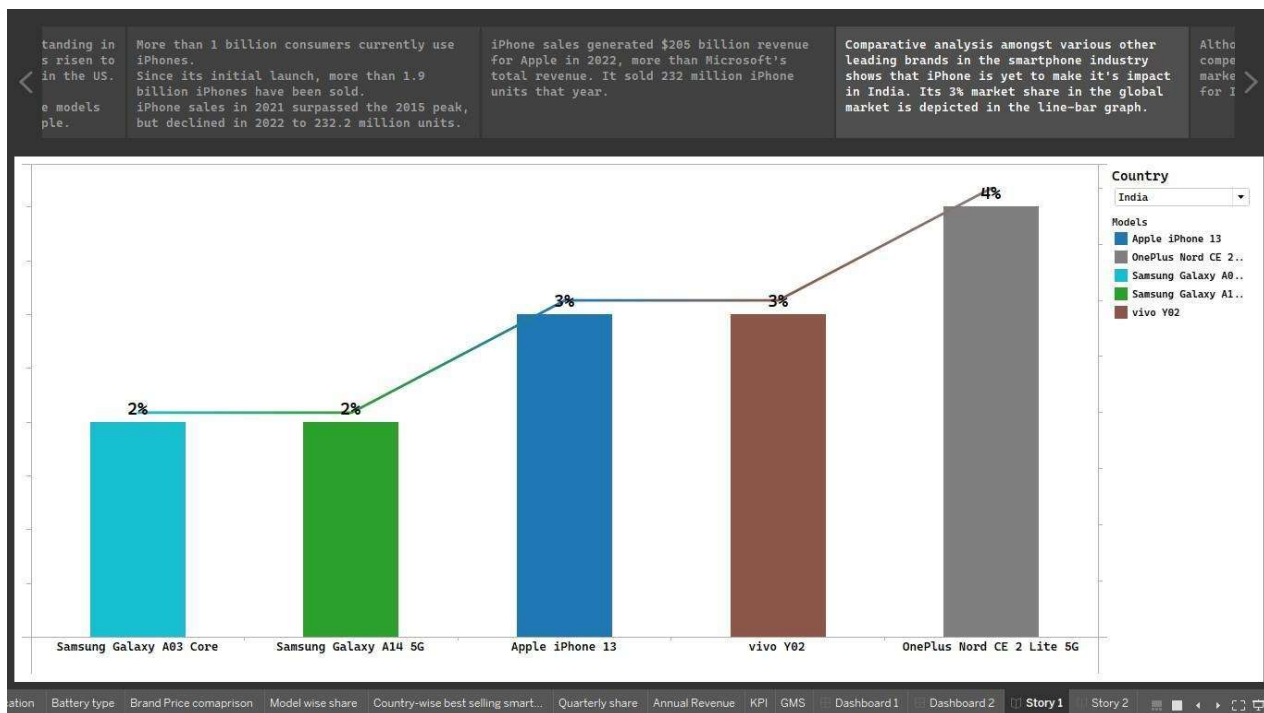 tanding in
s risen to
in the US.
e models
ple.
More than 1 billion consumers currently use
iPhones.
Since its initial launch, more than 1.9
billion iPhones have been sold.
iPhone sales in 2021 surpassed the 2015 peak,
but declined in 2022 to 232.2 million units.
iPhone sales generated $205 billion revenue
for Apple in 2022, more than Microsoft's
total revenue. It sold 232 million iPhone
units that year.
Comparative analysis amongst various other
leading brands in the smartphone industry
shows that iPhone is yet to make it's impact
in India. Its 3% market share in the global
market is depicted in the line-bar graph.
Altho
compe
marke
for I
2%
2%
3%
3%
4%
Samsung Galaxy A03 Core
Samsung Galaxy A14 5G
Apple iPhone 13
vivo Y02
OnePlus Nord CE 2 Lite 5G
Country
India
Models
Apple iPhone 13
OnePlus Nord CE 2..
Samsung Galaxy A0..
Samsung Galaxy A1..
vivo Y02
ation Battery type Brand Price comaprison Model wise share Country-wise best selling smart... Quarterly share Annual Revenue KPI GMS Dashboard 1 Dashboard 2 Story 1 Story 2